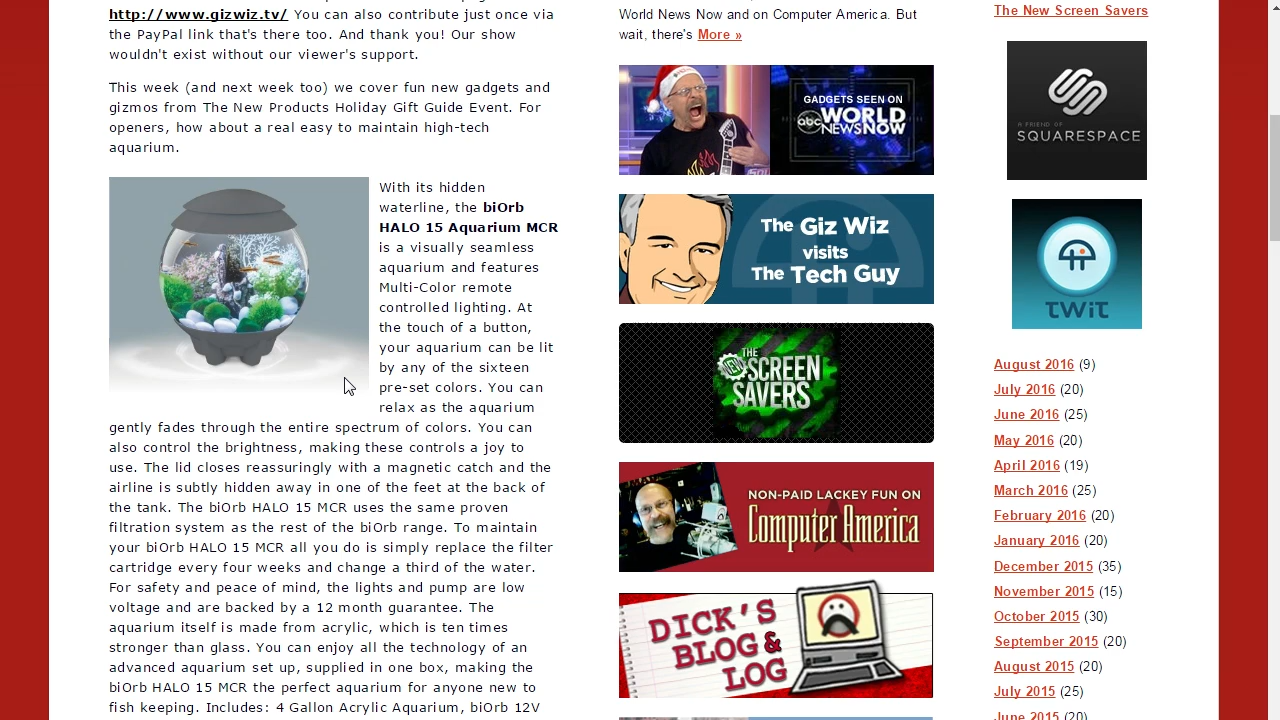 http://www.gizwiz.tv/ You can also contribute just once via
the PayPal link that's there too. And thank you! Our show
wouldn't exist without our viewer's support.
This week (and next week too) we cover fun new gadgets and
gizmos from The New Products Holiday Gift Guide Event. For
openers, how about a real easy to maintain high-tech
aquarium?
With its hidden
waterline, the biOrb
HALO 15 Aquarium MCR
is a visually seamless
aquarium and features
Multi-Color remote
controlled lighting. At
the touch of a button,
your aquarium can be lit
by any of the sixteen
pre-set colors. You can
relax as the aquarium
gently fades through the entire spectrum of colors. You can
also control the brightness, making these controls a joy to
use. The lid closes reassuringly with a magnetic catch and the
airline is subtly hidden away in one of the feet at the back of
the unit. The biOrb HALO 15 MCR uses the same proven
filtration system as the rest of the biOrb range. To maintain
your biOrb HALO 15 MCR all you do is simply replace the filter
cartridge every four weeks and change a third of the water.
For safety and peace of mind, the lights and pump are low
voltage and are backed by a 12 month guarantee. The
aquarium itself is made from acrylic, which is ten times
stronger than glass. You can enjoy all the technology of an
advanced aquarium set up, supplied in one box, making the
biOrb HALO 15 MCR the perfect aquarium for anyone new to
fish keeping. Includes: 4 Gallon Acrylic Aquarium, biOrb 12V
World News Now and on Computer America. But
wait, there's More »
GADGETS SEEN ON
abc WORLD
NEWS NOW
The Giz Wiz
visits
The Tech Guy
THE NEW
SCREEN
SAVERS
NON-PAID LACKEY FUN ON
Computer America
DICK'S
BLOG &
LOG
The New Screen Savers
A FRIEND OF
SQUARESPACE
TWiT
August 2016 (9)
July 2016 (20)
June 2016 (25)
May 2016 (20)
April 2016 (19)
March 2016 (25)
February 2016 (20)
January 2016 (20)
December 2015 (35)
November 2015 (15)
October 2015 (30)
September 2015 (20)
August 2015 (20)
July 2015 (25)
June 2015 (20)